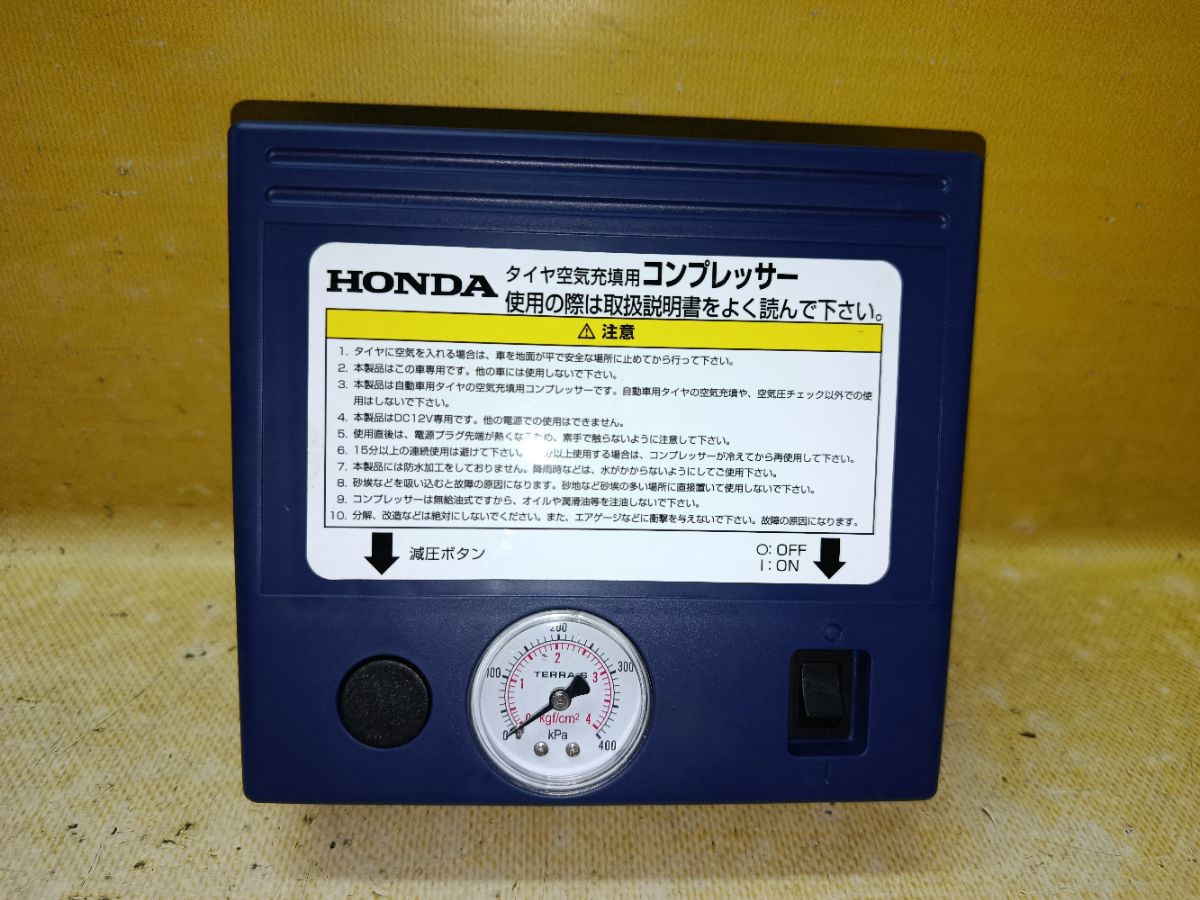 HONDA タイヤ空気充填用コンプレッサー
使用の際は取扱説明書をよく読んで下さい。
⚠ 注意
1. タイヤに空気を入れる場合は、車を地面が平で安全な場所に止めてから行って下さい。
2. 本製品はこの車専用です。他の車には使用しないで下さい。
3. 本製品は自動車用タイヤの空気充填用コンプレッサーです。自動車用タイヤの空気充填や、空気圧チェック以外での使
用はしないで下さい。
4. 本製品はDC12V専用です。他の電源での使用はできません。
5. 使用直後は、電源プラグ先端が熱くなるため、素手で触らないように注意して下さい。
6. 15分以上の連続使用は避けて下さい。 分以上使用する場合は、コンプレッサーが冷えてから再使用して下さい。
7. 本製品には防水加工をしておりません。降雨時などは、水がかからないようにしてご使用下さい。
8. 砂埃などを吸い込むと故障の原因になります。砂地など砂埃の多い場所に直接置いて使用しないで下さい。
9. コンプレッサーは無給油式ですから、オイルや潤滑油等を注油しないで下さい。
10. 分解、改造などは絶対にしないでください。また、エアゲージなどに衝撃を与えないで下さい。故障の原因になります。
減圧ボタン
O: OFF
I: ON
200
100 2 300
1 3
TERRA-S
0 kgf/cm² 4
0 kPa 400